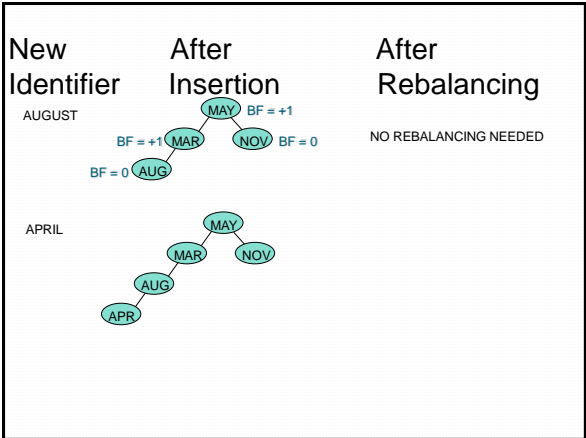 New After After
Identifier Insertion Rebalancing
AUGUST MAY BF = +1
BF = +1 MAR NOV BF = 0 NO REBALANCING NEEDED
BF = 0 AUG
APRIL MAY
MAR NOV
AUG
APR